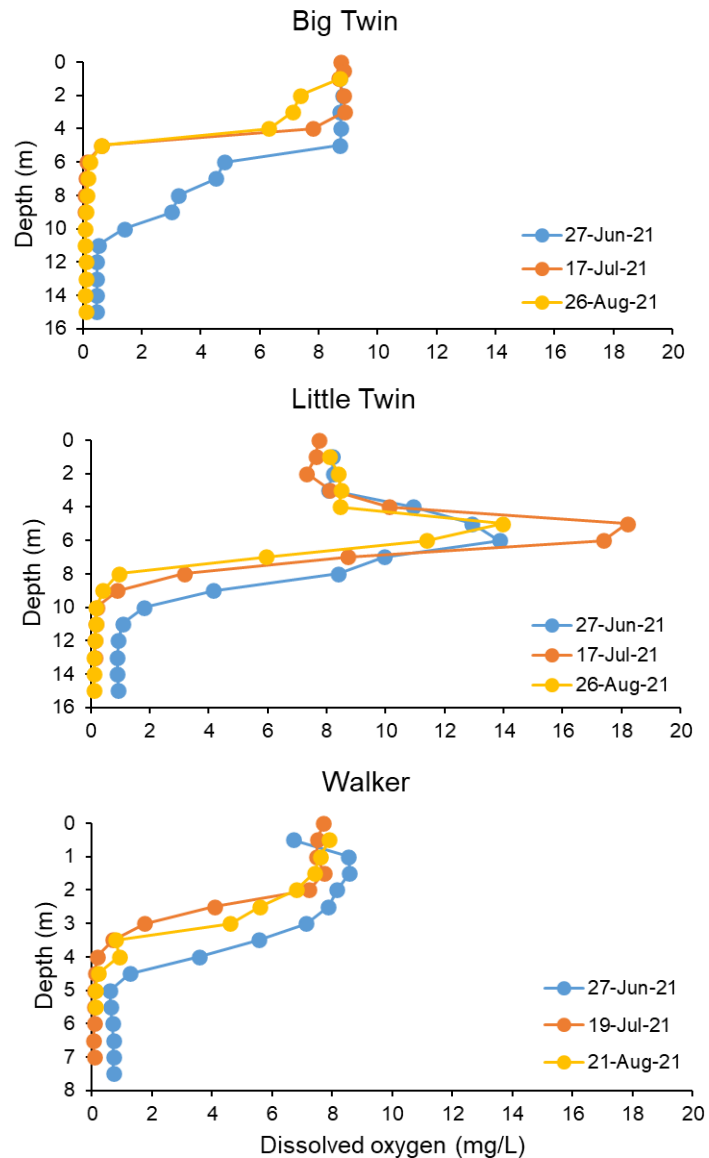 Big Twin
0
2
4
6
8
10
12
14
16
Depth (m)
27-Jun-21
17-Jul-21
26-Aug-21
0 2 4 6 8 10 12 14 16 18 20
Little Twin
0
2
4
6
8
10
12
14
16
Depth (m)
27-Jun-21
17-Jul-21
26-Aug-21
0 2 4 6 8 10 12 14 16 18 20
Walker
0
1
2
3
4
5
6
7
8
Depth (m)
27-Jun-21
19-Jul-21
21-Aug-21
0 2 4 6 8 10 12 14 16 18 20
Dissolved oxygen (mg/L)